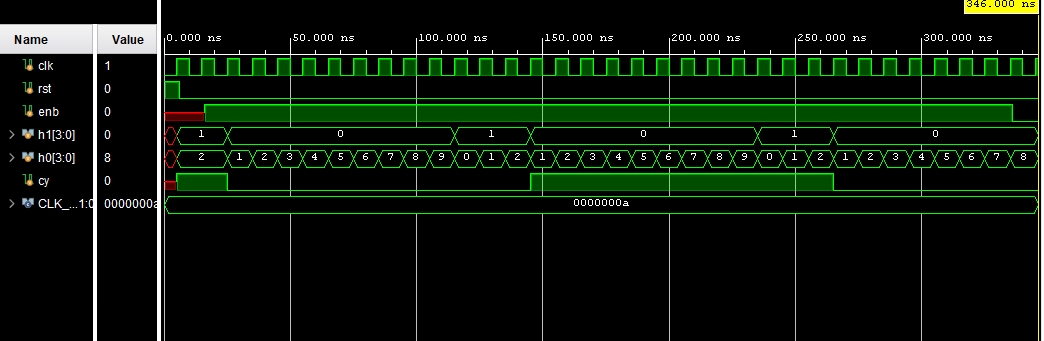 346.000 ns
Name Value 0.000 ns 50.000 ns 100.000 ns 150.000 ns 200.000 ns 250.000 ns 300.000 ns
clk 1
rst 0
enb 0
h1[3:0] 0 1 0 1 0 1 0
h0[3:0] 8 2 1 2 3 4 5 6 7 8 9 0 1 2 1 2 3 4 5 6 7 8 9 0 1 2 1 2 3 4 5 6 7 8
cy 0
CLK_...1:0 0000000a 0000000a